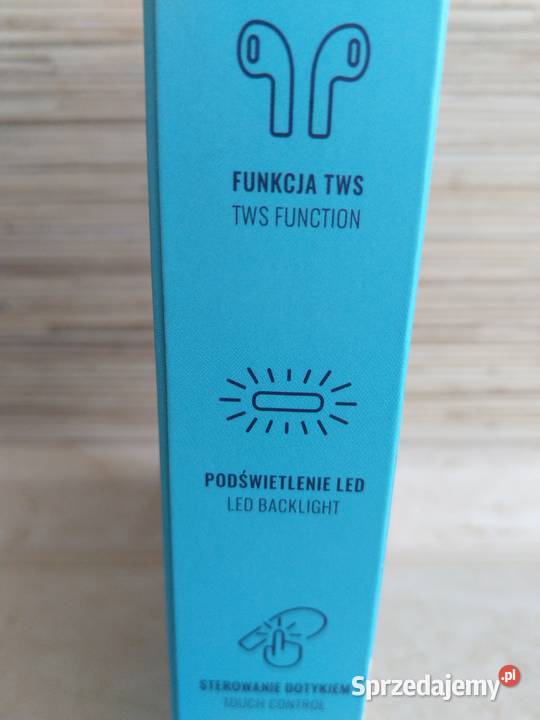 FUNKCJA TWS
TWS FUNCTION
PODŚWIETLENIE LED
LED BACKLIGHT
STEROWANIE DOTYKIEM
TOUCH CONTROL
Sprzedajemy.pl